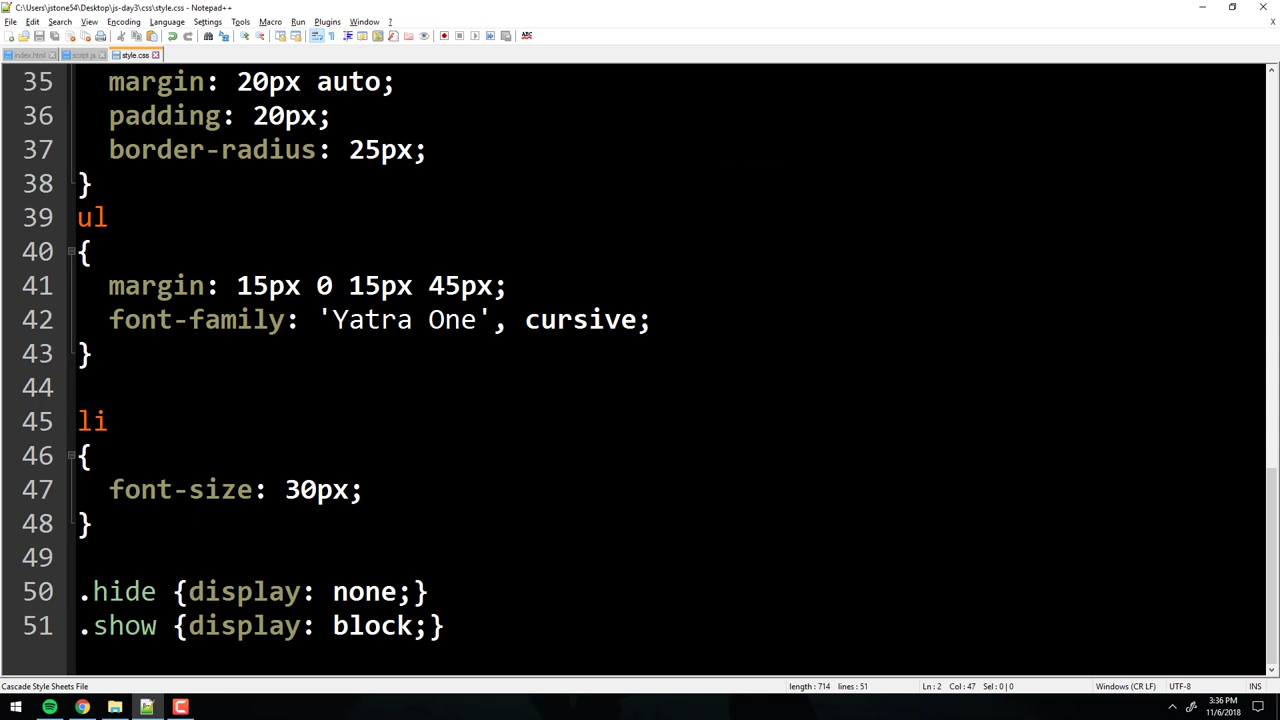 C:\Users\jstone54\Desktop\js-day3\css\style.css - Notepad++
File Edit Search View Encoding Language Settings Tools Macro Run Plugins Window ?
index.html script.js style.css
35 margin: 20px auto;
36 padding: 20px;
37 border-radius: 25px;
38 }
39 ul
40 {
41 margin: 15px 0 15px 45px;
42 font-family: 'Yatra One', cursive;
43 }
44
45 li
46 {
47 font-size: 30px;
48 }
49
50 .hide {display: none;}
51 .show {display: block;}
Cascade Style Sheets File length : 714 lines : 51 Ln : 2 Col : 47 Sel : 0 | 0 Windows (CR LF) UTF-8 INS
3:36 PM
11/6/2018